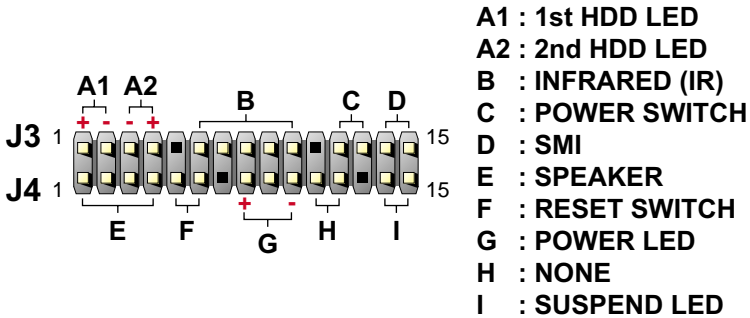 A1 : 1st HDD LED
A2 : 2nd HDD LED
B : INFRARED (IR)
C : POWER SWITCH
D : SMI
E : SPEAKER
F : RESET SWITCH
G : POWER LED
H : NONE
I : SUSPEND LED
A1 A2 B C D
+ - - +
J3 1 15
J4 1 15
+ -
E F G H I